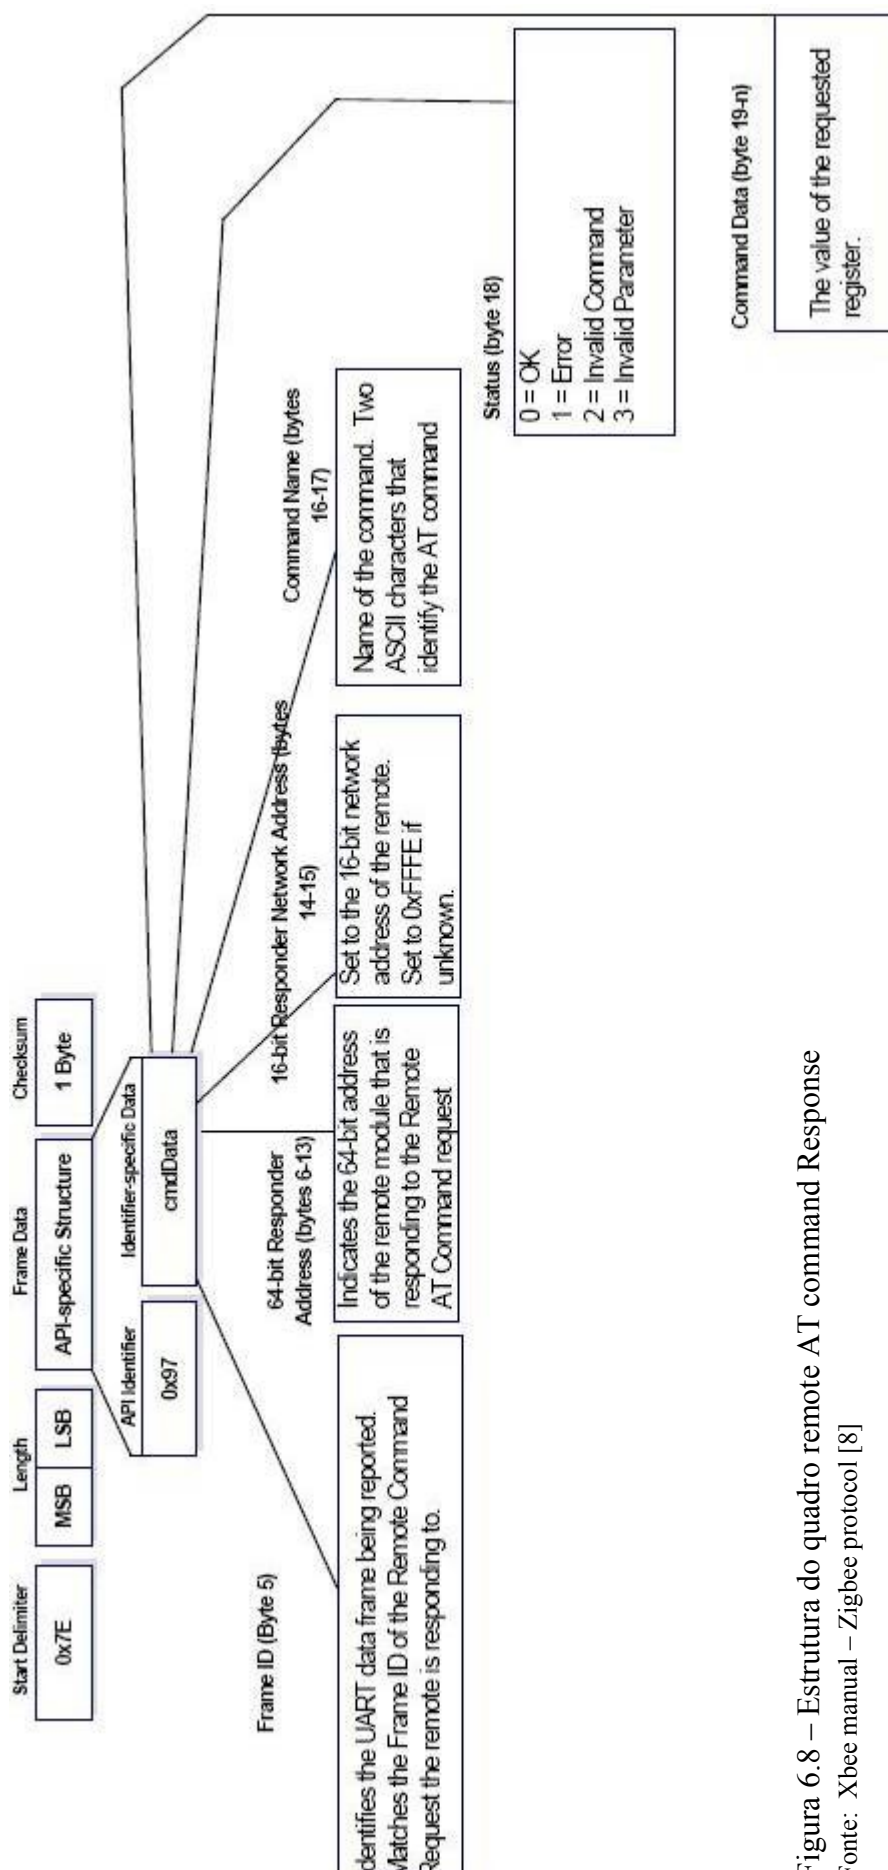 Start Delimiter
Length
Frame Data
Checksum
0x7E
MSB
LSB
API-specific Structure
1 Byte
API Identifier
Identifier-specific Data
0x97
cmdData
Frame ID (Byte 5)
dentifies the UART data frame being reported.
Matches the Frame ID of the Remote Command
Request the remote is responding to.
64-bit Responder
Address (bytes 6-13)
Indicates the 64-bit address
of the remote module that is
responding to the Remote
AT Command request
16-bit Responder Network Address (bytes
14-15)
Set to the 16-bit network
address of the remote.
Set to 0xFFFE if
unknown.
Command Name (bytes
16-17)
Name of the command. Two
ASCII characters that
identify the AT command
Status (byte 18)
0 = OK
1 = Error
2 = Invalid Command
3 = Invalid Parameter
Command Data (byte 19-n)
The value of the requested
register.
Figura 6.8 – Estrutura do quadro remote AT command Response
Fonte: Xbee manual – Zigbee protocol [8]